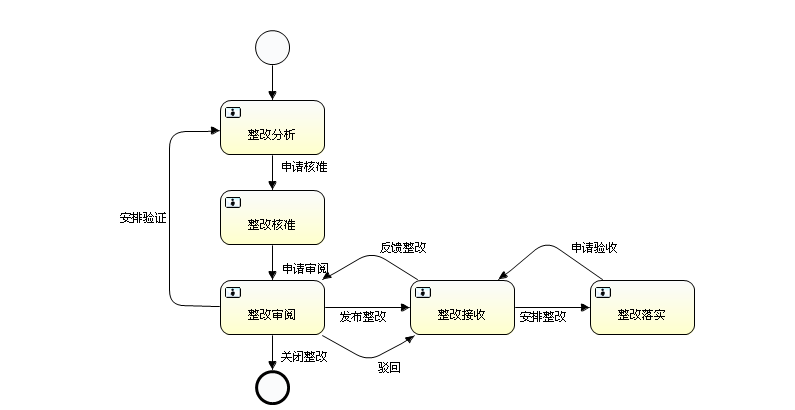 整改分析
申请核准
安排验证
整改核准
反馈整改
申请验收
申请审阅
整改审阅
发布整改
整改接收
安排整改
整改落实
关闭整改
驳回